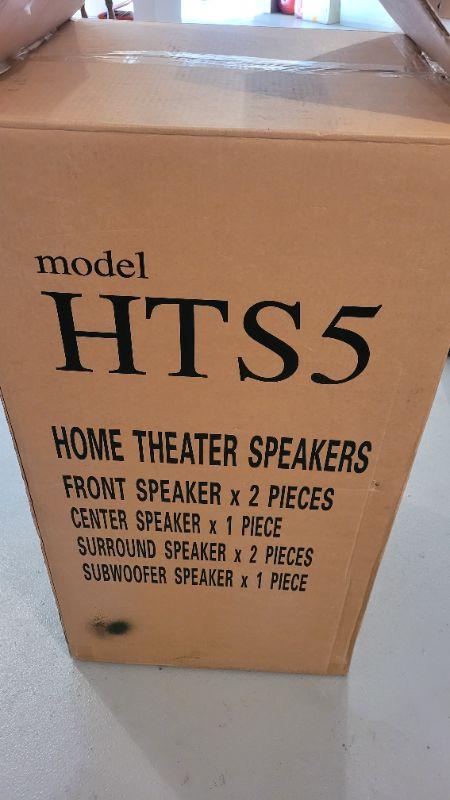 model
HTS5
HOME THEATER SPEAKERS
FRONT SPEAKER x 2 PIECES
CENTER SPEAKER x 1 PIECE
SURROUND SPEAKER x 2 PIECES
SUBWOOFER SPEAKER x 1 PIECE